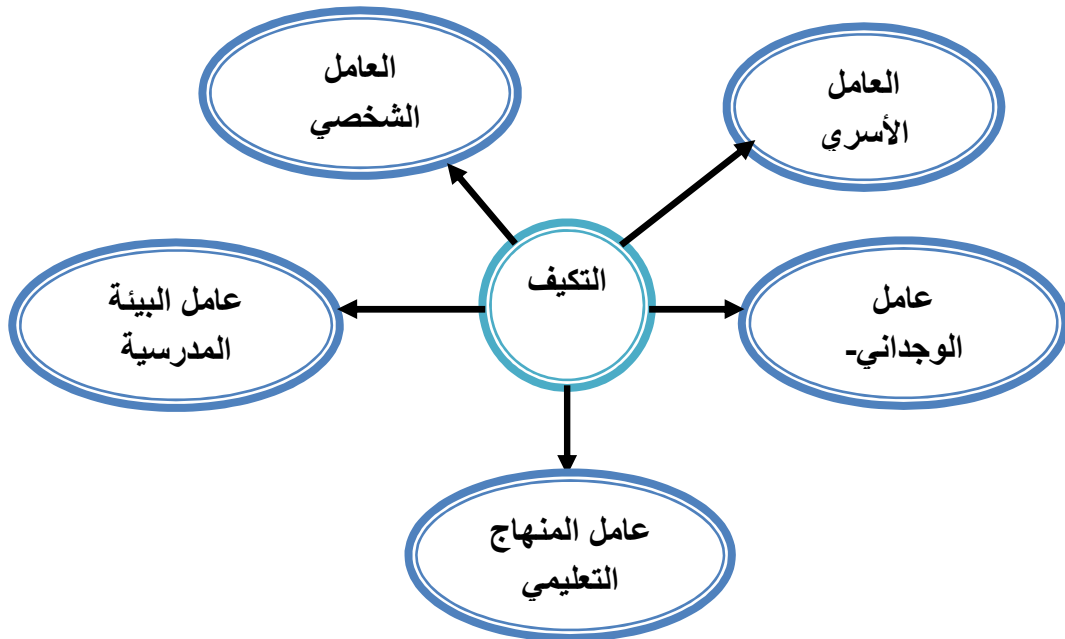 العامل
الأسري
العامل
الشخصي
التكيف
عامل
الوجداني-
عامل البيئة
المدرسية
عامل المنهاج
التعليمي